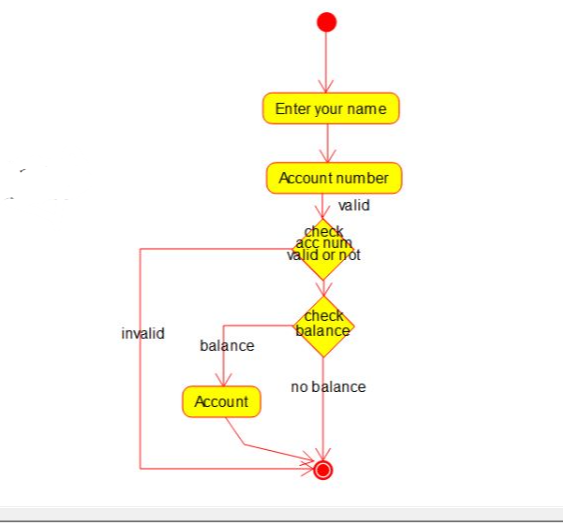 Enter your name
Account number
valid
check
acc num
valid or not
check
balance
invalid
balance
no balance
Account